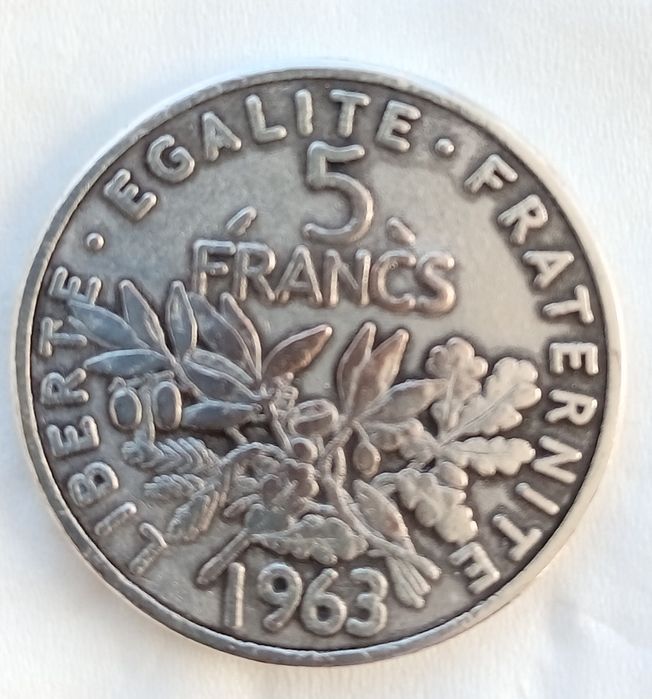 LIBERTE · EGALITE · FRATERNITE
5
FRANCS
1963